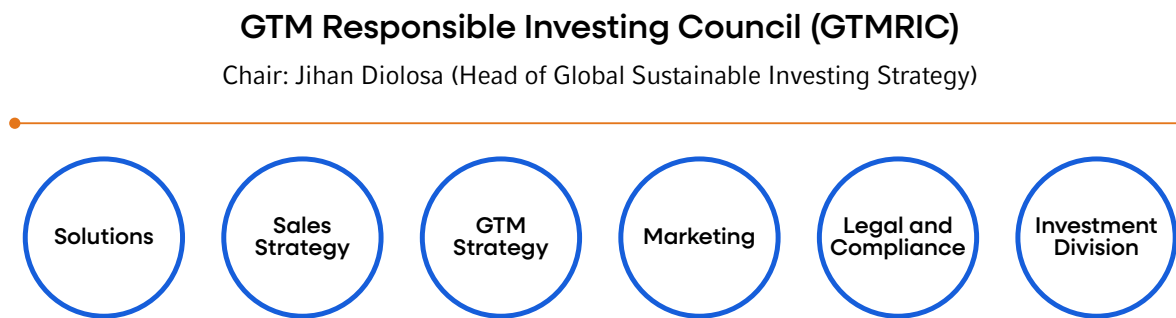 GTM Responsible Investing Council (GTMRIC)
Chair: Jihan Diolosa (Head of Global Sustainable Investing Strategy)
Solutions
Sales
Strategy
GTM
Strategy
Marketing
Legal and
Compliance
Investment
Division